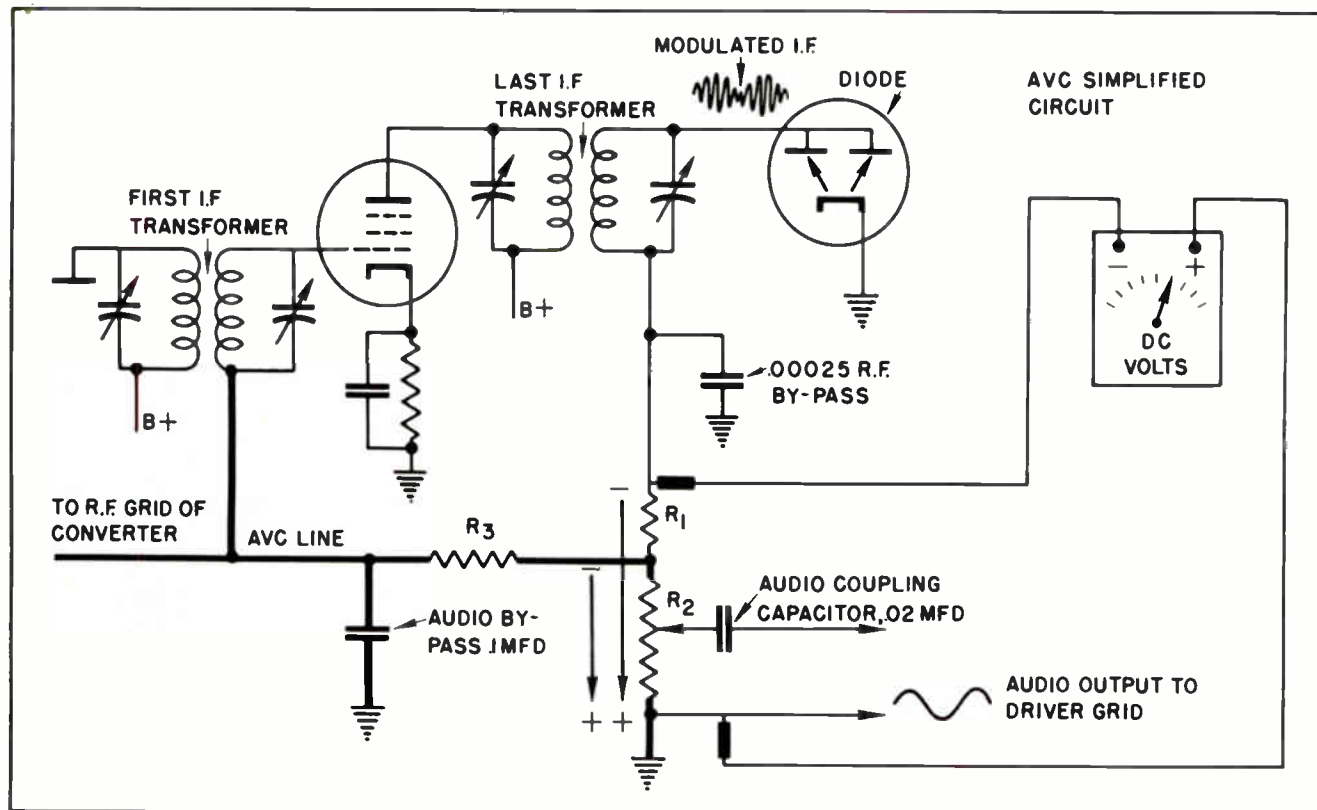 MODULATED I.F.
DIODE
AVC SIMPLIFIED
CIRCUIT
LAST I.F
TRANSFORMER
FIRST I.F
TRANSFORMER
B+
B+
− +
DC
VOLTS
.00025 R.F.
BY-PASS
−
R1
TO R.F. GRID OF
CONVERTER
AVC LINE
R3
−
R2
AUDIO COUPLING
CAPACITOR,.02 MFD
AUDIO BY-
PASS .1MFD
+ +
AUDIO OUTPUT TO
DRIVER GRID